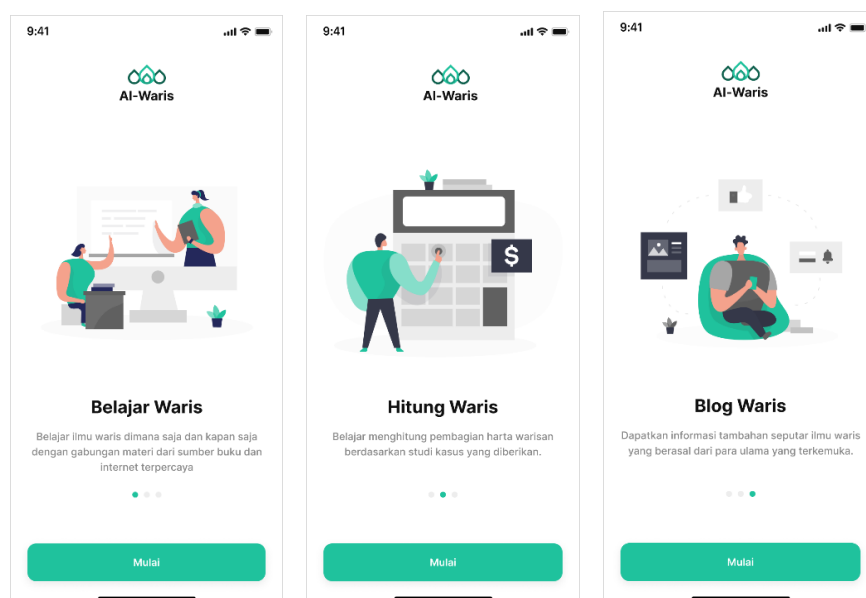 9:41
Al-Waris
Belajar Waris
Belajar ilmu waris dimana saja dan kapan saja
dengan gabungan materi dari sumber buku dan
internet terpercaya
Mulai
9:41
Al-Waris
$
Hitung Waris
Belajar menghitung pembagian harta warisan
berdasarkan studi kasus yang diberikan.
Mulai
9:41
Al-Waris
Blog Waris
Dapatkan informasi tambahan seputar ilmu waris
yang berasal dari para ulama yang terkemuka.
Mulai